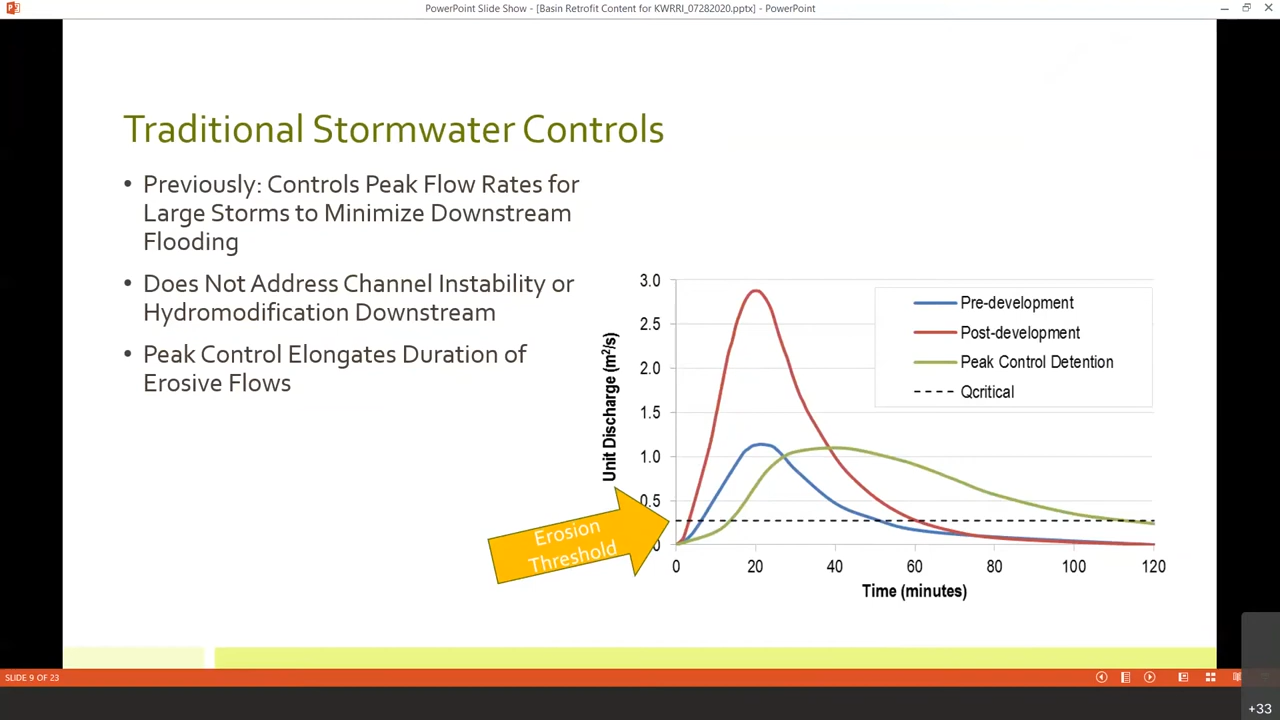 PowerPoint Slide Show - [Basin Retrofit Content for KWRRI_07282020.pptx] - PowerPoint
Traditional Stormwater Controls
• Previously: Controls Peak Flow Rates for
Large Storms to Minimize Downstream
Flooding
• Does Not Address Channel Instability or
Hydromodification Downstream
• Peak Control Elongates Duration of
Erosive Flows
3.0
2.5
2.0
1.5
1.0
0.5
0
Unit Discharge (m²/s)
Pre-development
Post-development
Peak Control Detention
Qcritical
Erosion
Threshold
0 20 40 60 80 100 120
Time (minutes)
SLIDE 9 OF 23
+33